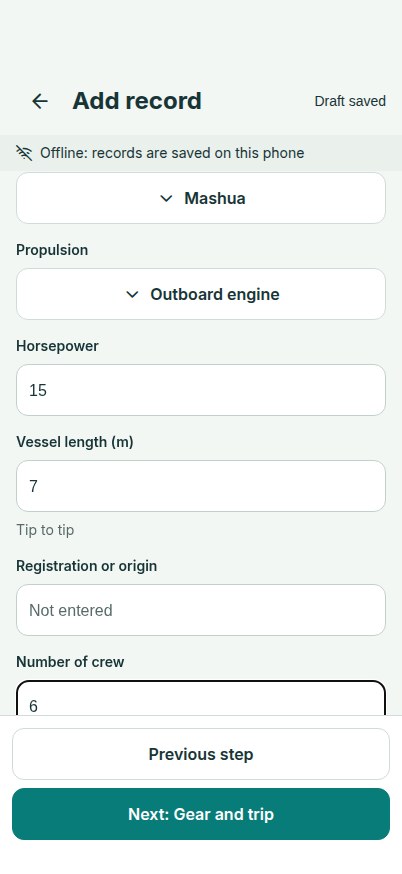 Add record
Draft saved
Offline: records are saved on this phone
Mashua
Propulsion
Outboard engine
Horsepower
15
Vessel length (m)
7
Tip to tip
Registration or origin
Not entered
Number of crew
6
Previous step
Next: Gear and trip